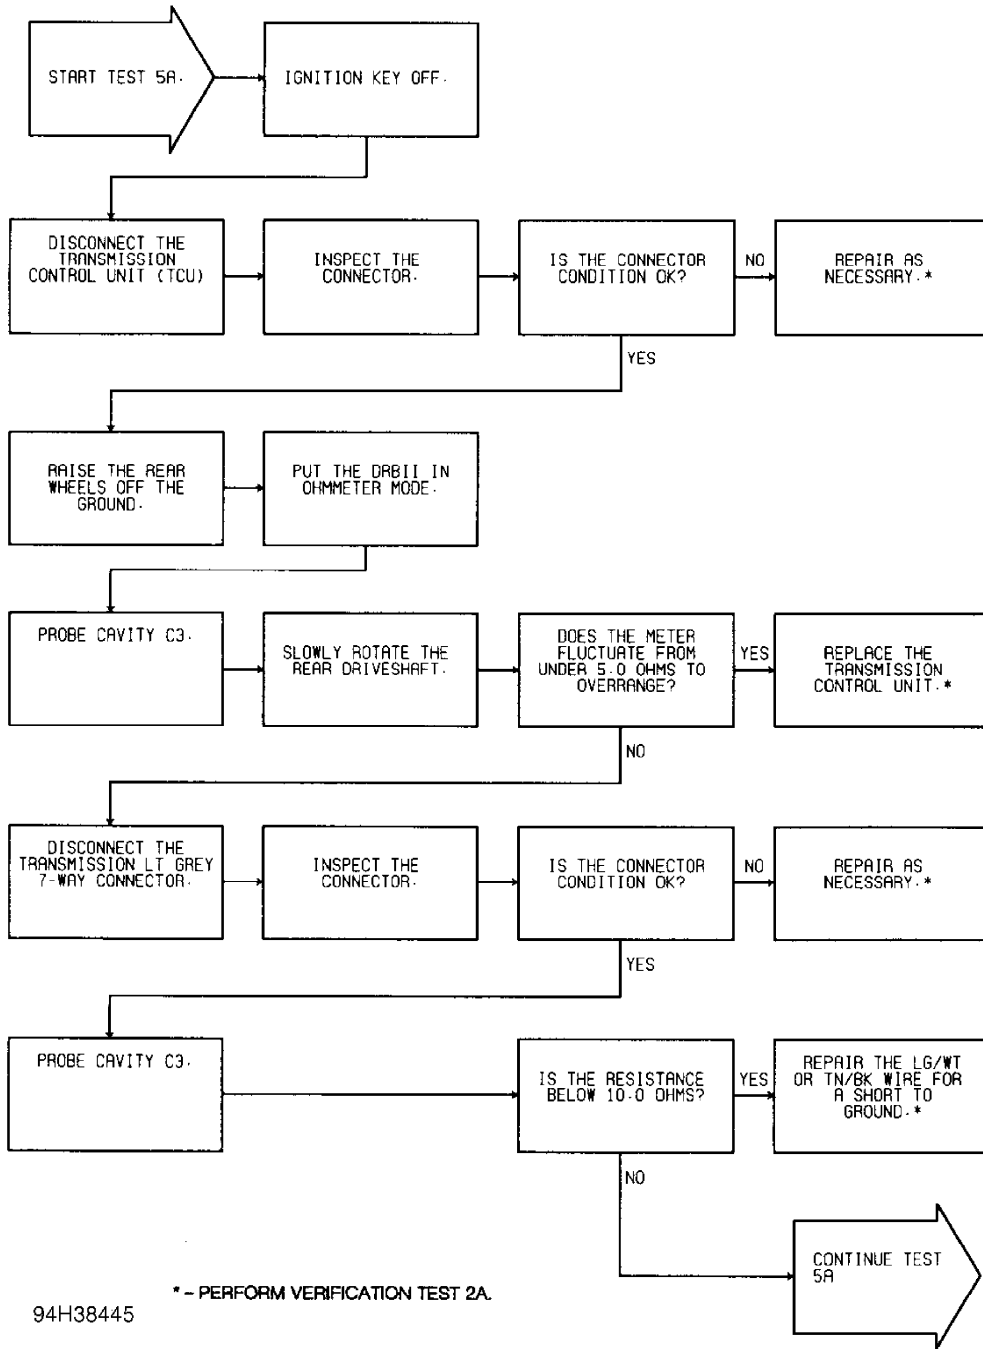 START TEST 5A.
IGNITION KEY OFF.
DISCONNECT THE
TRANSMISSION
CONTROL UNIT (TCU)
INSPECT THE
CONNECTOR.
IS THE CONNECTOR
CONDITION OK?
NO
REPAIR AS
NECESSARY.*
YES
RAISE THE REAR
WHEELS OFF THE
GROUND.
PUT THE DRBII IN
OHMMETER MODE.
PROBE CAVITY C3.
SLOWLY ROTATE THE
REAR DRIVESHAFT.
DOES THE METER
FLUCTUATE FROM
UNDER 5.0 OHMS TO
OVERRANGE?
YES
REPLACE THE
TRANSMISSION
CONTROL UNIT.*
NO
DISCONNECT THE
TRANSMISSION LT GREY
7-WAY CONNECTOR.
INSPECT THE
CONNECTOR.
IS THE CONNECTOR
CONDITION OK?
NO
REPAIR AS
NECESSARY.*
YES
PROBE CAVITY C3.
IS THE RESISTANCE
BELOW 10.0 OHMS?
YES
REPAIR THE LG/WT
OR TN/BK WIRE FOR
A SHORT TO
GROUND.*
NO
CONTINUE TEST
5A
* - PERFORM VERIFICATION TEST 2A.
94H38445